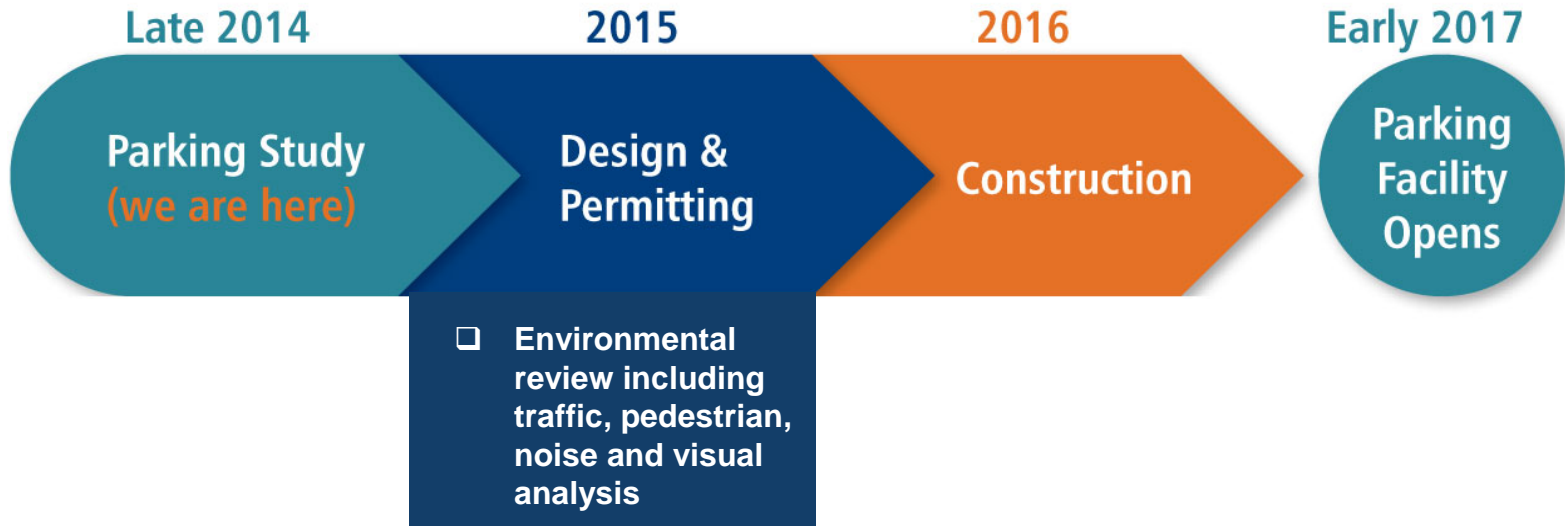 Late 2014
2015
2016
Early 2017
Parking Study
(we are here)
Design &
Permitting
Construction
Parking
Facility
Opens
❑ Environmental
review including
traffic, pedestrian,
noise and visual
analysis